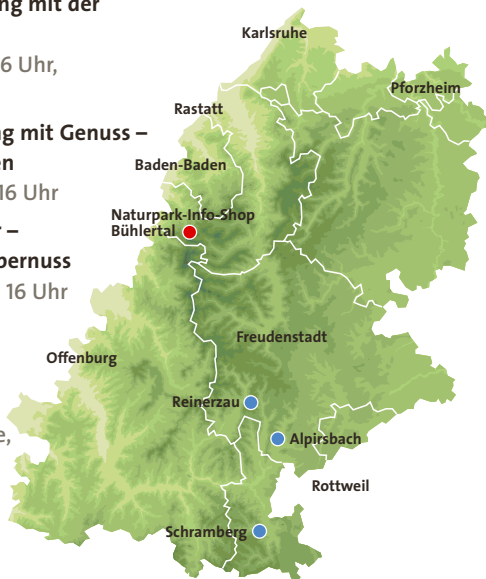 ng mit der
6 Uhr,
g mit Genuss –
en
16 Uhr
r –
bernuss
16 Uhr
e,
Karlsruhe
Pforzheim
Rastatt
Baden-Baden
Naturpark-Info-Shop
Bühlertal
Freudenstadt
Offenburg
Reinerzau
Alpirsbach
Rottweil
Schramberg